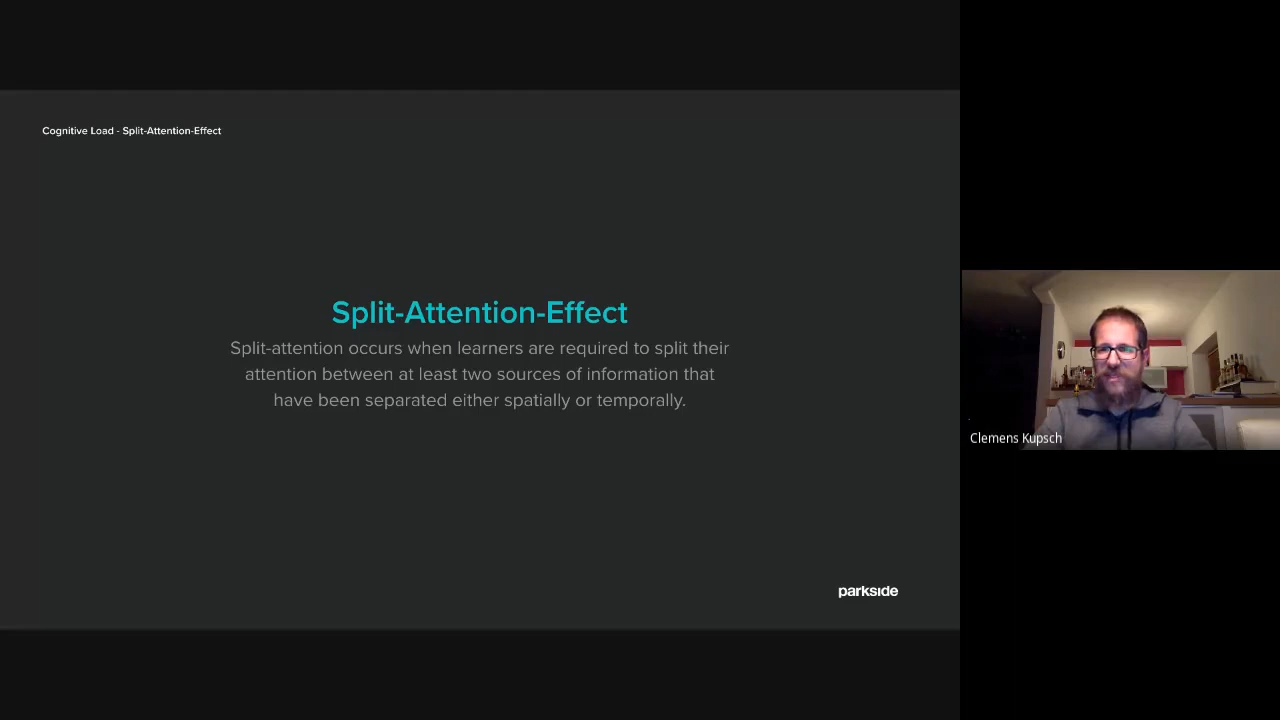 Cognitive Load - Split-Attention-Effect
Split-Attention-Effect
Split-attention occurs when learners are required to split their
attention between at least two sources of information that
have been separated either spatially or temporally.
parkside
Clemens Kupsch